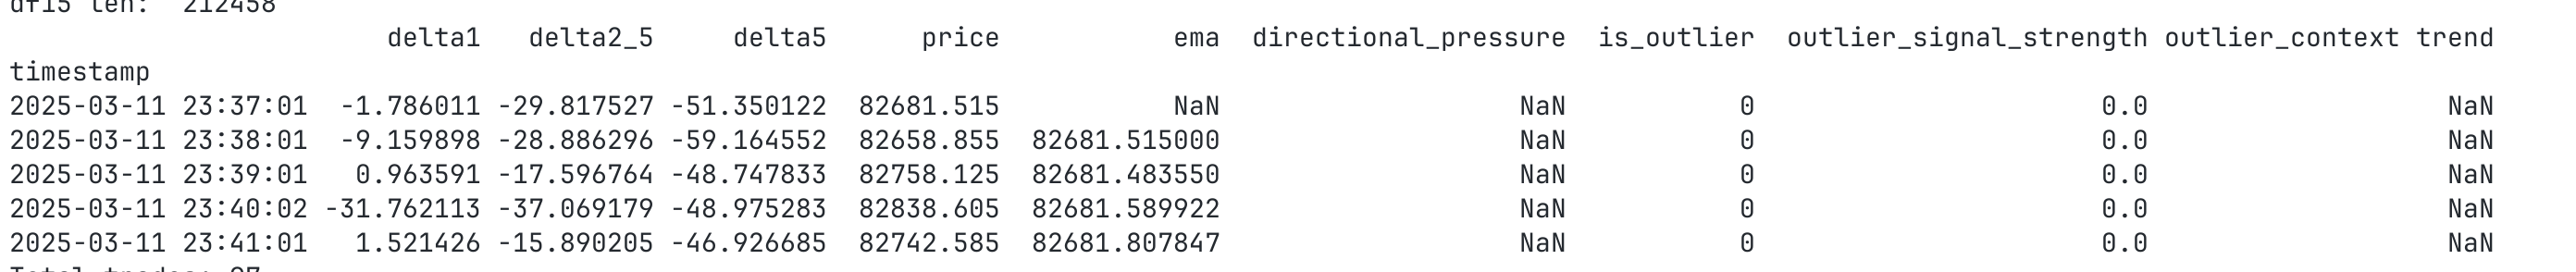 df15 len:  212458
                       delta1   delta2_5     delta5      price           ema  directional_pressure  is_outlier  outlier_signal_strength outlier_context trend
timestamp
2025-03-11 23:37:01  -1.786011 -29.817527 -51.350122  82681.515           NaN                   NaN           0                      0.0                   NaN
2025-03-11 23:38:01  -9.159898 -28.886296 -59.164552  82658.855  82681.515000                   NaN           0                      0.0                   NaN
2025-03-11 23:39:01   0.963591 -17.596764 -48.747833  82758.125  82681.483550                   NaN           0                      0.0                   NaN
2025-03-11 23:40:02 -31.762113 -37.069179 -48.975283  82838.605  82681.589922                   NaN           0                      0.0                   NaN
2025-03-11 23:41:01   1.521426 -15.890205 -46.926685  82742.585  82681.807847                   NaN           0                      0.0                   NaN